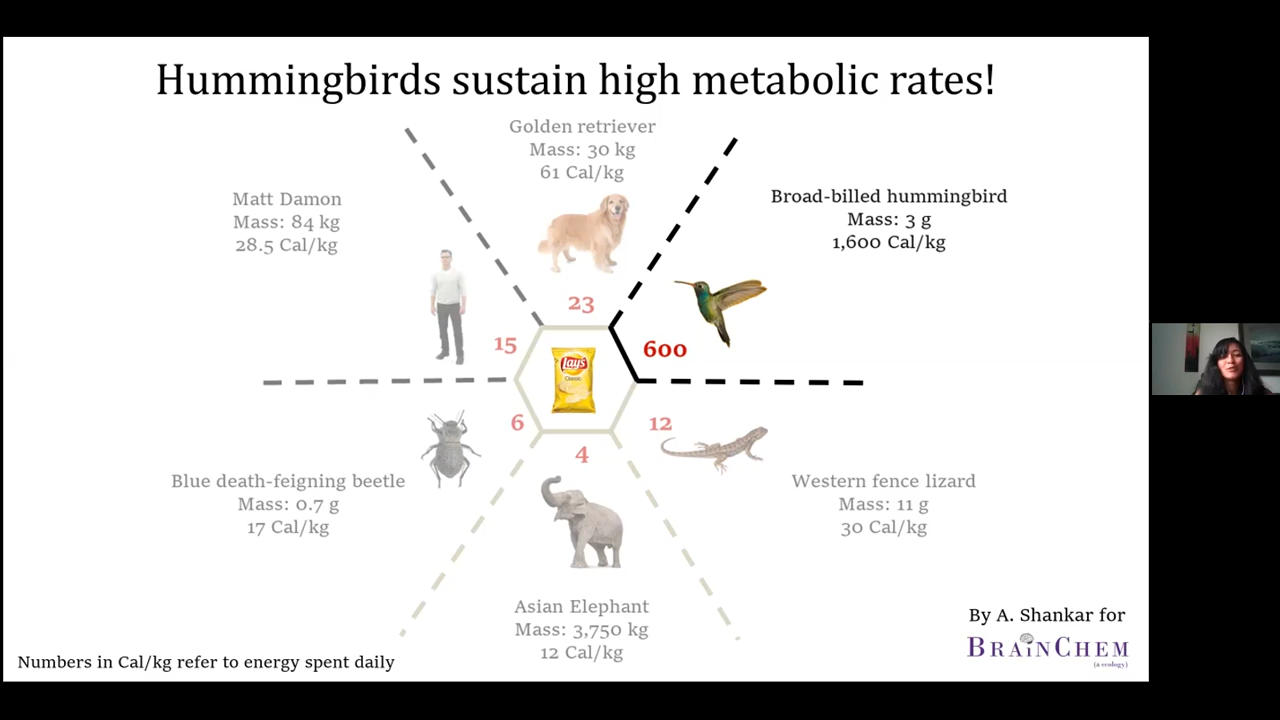 Hummingbirds sustain high metabolic rates!
Golden retriever
Mass: 30 kg
61 Cal/kg
Matt Damon
Mass: 84 kg
28.5 Cal/kg
Broad-billed hummingbird
Mass: 3 g
1,600 Cal/kg
23
15
600
Lay's
Classic
6
12
4
Blue death-feigning beetle
Mass: 0.7 g
17 Cal/kg
Western fence lizard
Mass: 11 g
30 Cal/kg
Asian Elephant
Mass: 3,750 kg
12 Cal/kg
By A. Shankar for
BRAiNCHEM
(a ecology)
Numbers in Cal/kg refer to energy spent daily